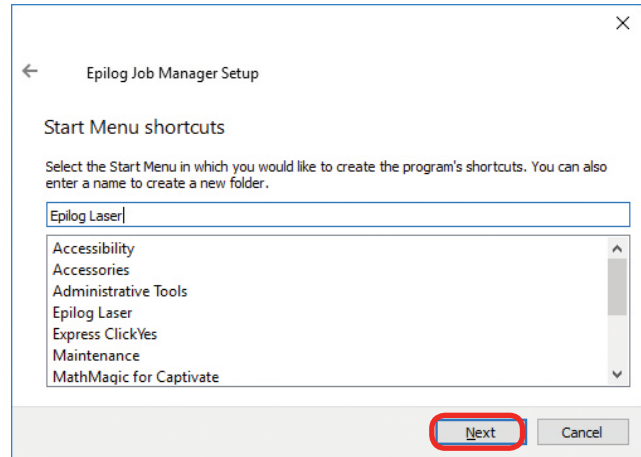 Epilog Job Manager Setup
Start Menu shortcuts
Select the Start Menu in which you would like to create the program's shortcuts. You can also
enter a name to create a new folder.
Epilog Laser
Accessibility
Accessories
Administrative Tools
Epilog Laser
Express ClickYes
Maintenance
MathMagic for Captivate
Next
Cancel